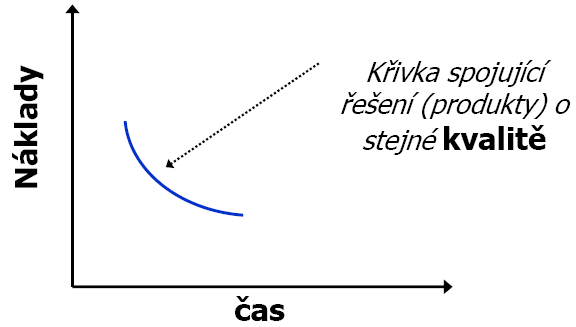 Náklady
Křivka spojující
řešení (produkty) o
stejné kvalitě
čas